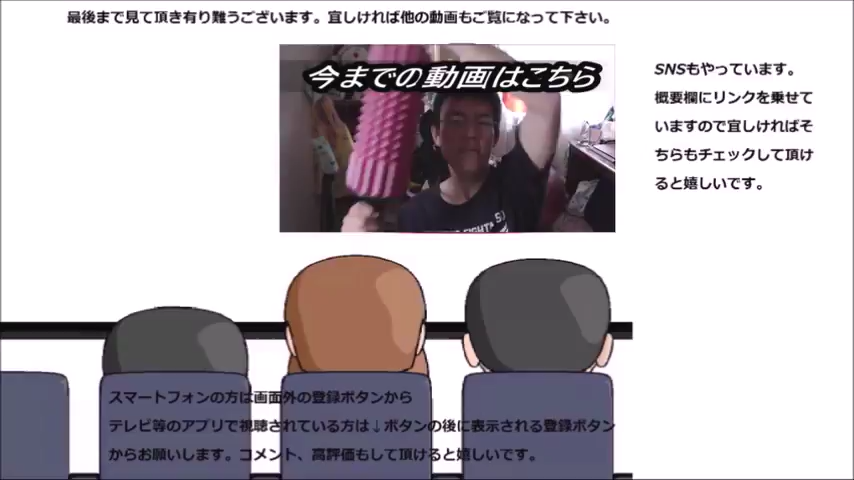 最後まで見て頂き有り難うございます。宜しければ他の動画もご覧になって下さい。
今までの動画はこちら
SNSもやっています。
概要欄にリンクを乗せて
いますので宜しければそ
ちらもチェックして頂け
ると嬉しいです。
スマートフォンの方は画面外の登録ボタンから
テレビ等のアプリで視聴されている方は↓ボタンの後に表示される登録ボタン
からお願いします。コメント、高評価もして頂けると嬉しいです。